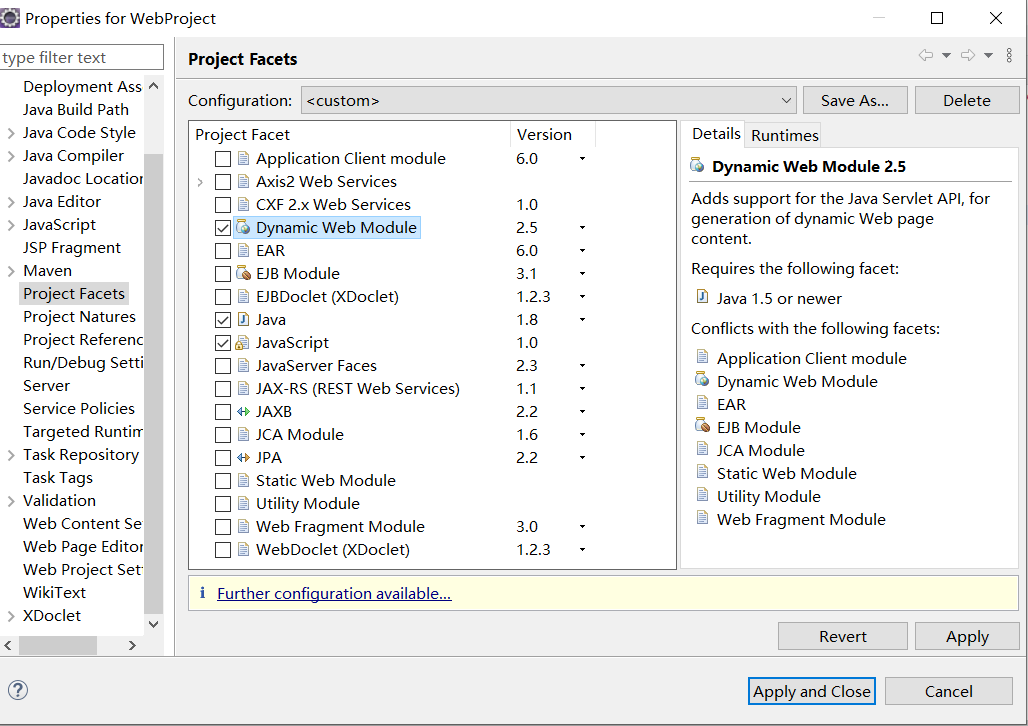 Properties for WebProject
type filter text
Deployment Ass
Java Build Path
Java Code Style
Java Compiler
Javadoc Location
Java Editor
JavaScript
JSP Fragment
Maven
Project Facets
Project Natures
Project Referenc
Run/Debug Setti
Server
Service Policies
Targeted Runtim
Task Repository
Task Tags
Validation
Web Content Se
Web Page Editor
Web Project Set
WikiText
XDoclet
Project Facets
Configuration: <custom> Save As... Delete
Project Facet Version
Application Client module 6.0
Axis2 Web Services
CXF 2.x Web Services 1.0
Dynamic Web Module 2.5
EAR 6.0
EJB Module 3.1
EJBDoclet (XDoclet) 1.2.3
Java 1.8
JavaScript 1.0
JavaServer Faces 2.3
JAX-RS (REST Web Services) 1.1
JAXB 2.2
JCA Module 1.6
JPA 2.2
Static Web Module
Utility Module
Web Fragment Module 3.0
WebDoclet (XDoclet) 1.2.3
Details Runtimes
Dynamic Web Module 2.5
Adds support for the Java Servlet API, for
generation of dynamic Web page
content.
Requires the following facet:
Java 1.5 or newer
Conflicts with the following facets:
Application Client module
Dynamic Web Module
EAR
EJB Module
JCA Module
Static Web Module
Utility Module
Web Fragment Module
Further configuration available...
Revert Apply
Apply and Close Cancel